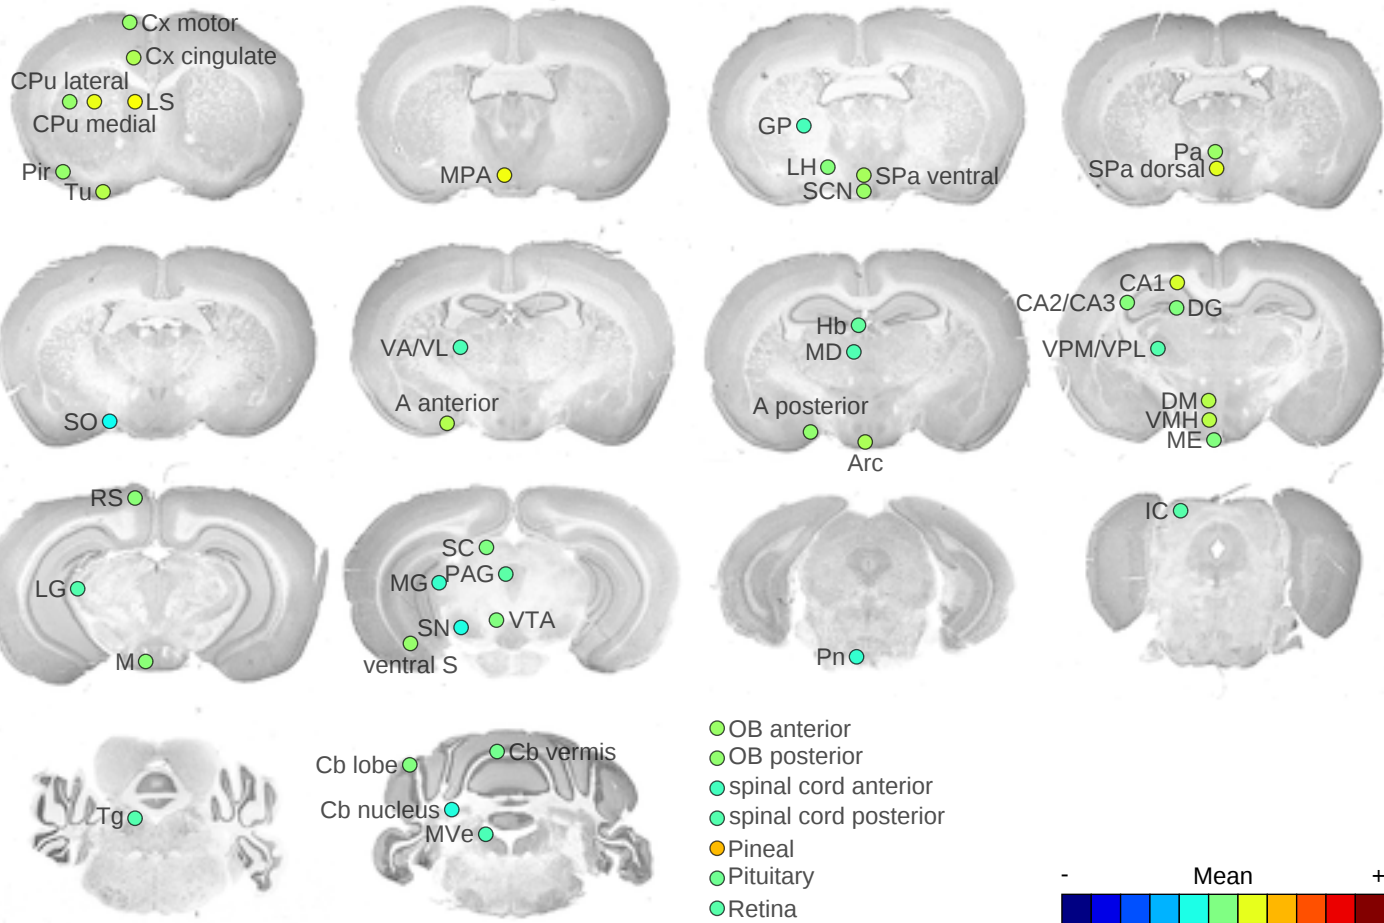 Cx motor
Cx cingulate
CPu lateral
LS
CPu medial
Pir
Tu
MPA
GP
LH
SPa ventral
SCN
Pa
SPa dorsal
SO
VA/VL
A anterior
Hb
MD
A posterior
Arc
CA1
CA2/CA3
DG
VPM/VPL
DM
VMH
ME
RS
LG
M
SC
MG
PAG
SN
VTA
ventral S
Pn
IC
Tg
Cb lobe
Cb vermis
Cb nucleus
MVe
OB anterior
OB posterior
spinal cord anterior
spinal cord posterior
Pineal
Pituitary
Retina
- Mean +